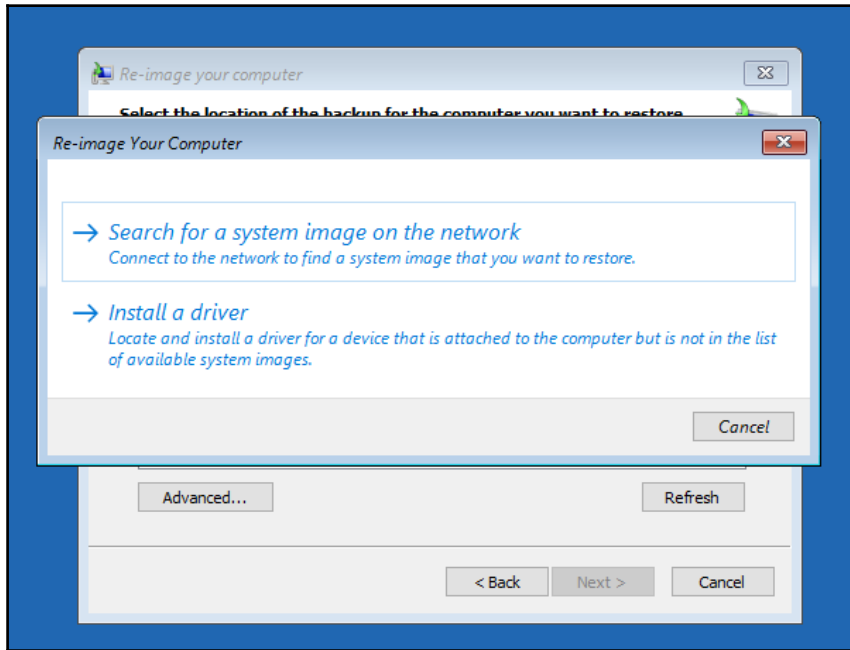 Re-image your computer
Select the location of the backup for the computer you want to restore
Re-image Your Computer
→ Search for a system image on the network
Connect to the network to find a system image that you want to restore.
→ Install a driver
Locate and install a driver for a device that is attached to the computer but is not in the list
of available system images.
Cancel
Advanced...
Refresh
< Back
Next >
Cancel